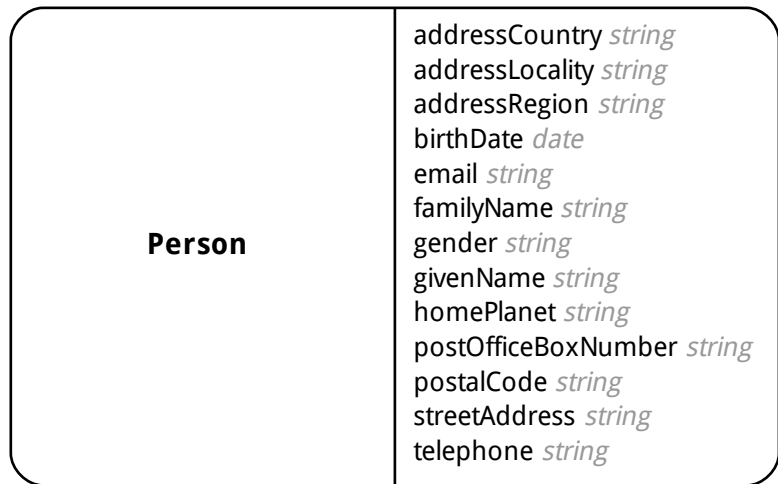 Person
addressCountry string
addressLocality string
addressRegion string
birthDate date
email string
familyName string
gender string
givenName string
homePlanet string
postOfficeBoxNumber string
postalCode string
streetAddress string
telephone string